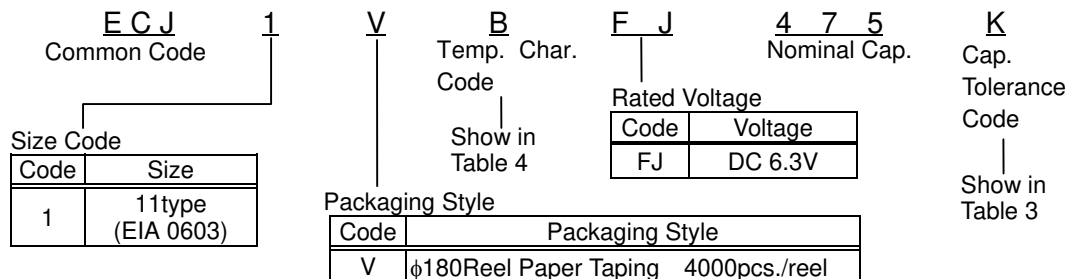 E C J 1 V B F J 4 7 5 K
Common Code
Temp. Char. Code
Nominal Cap.
Cap. Tolerance Code
Rated Voltage
Code Voltage
FJ DC 6.3V
Show in Table 4
Show in Table 3
Size Code
Code Size
1 11type (EIA 0603)
Packaging Style
Code Packaging Style
V ϕ180Reel Paper Taping 4000pcs./reel